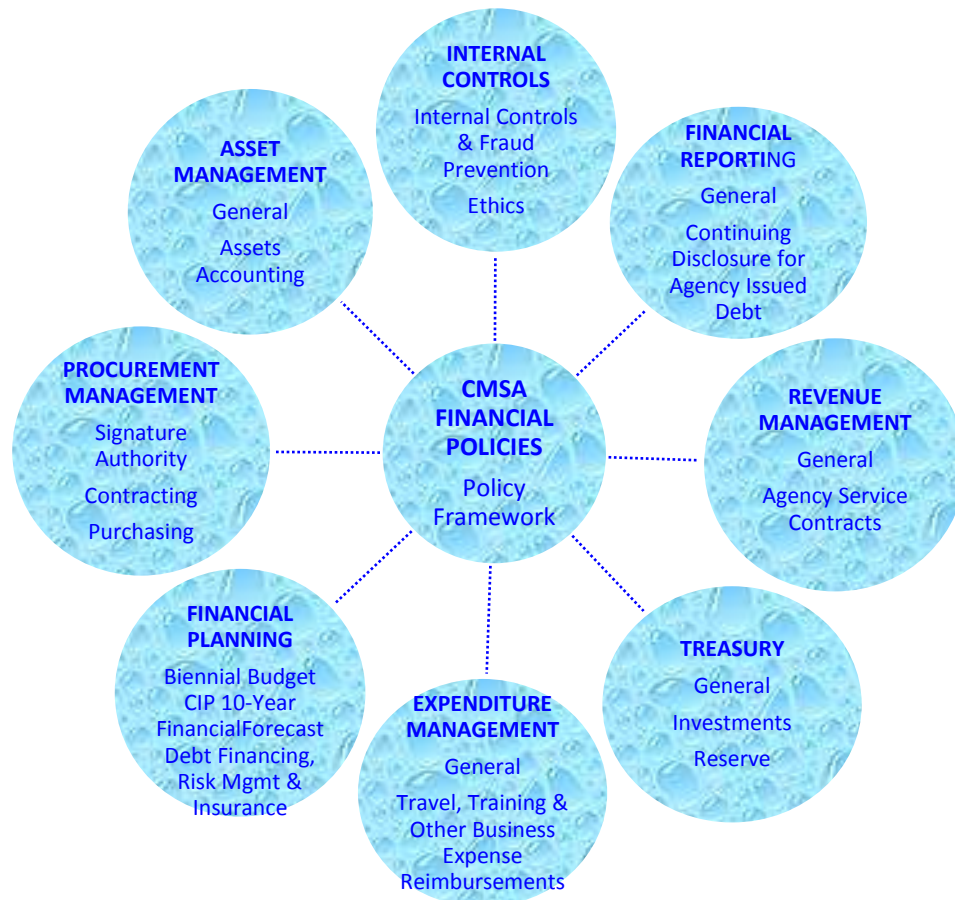 INTERNAL
CONTROLS
Internal Controls
& Fraud
Prevention
Ethics
FINANCIAL
REPORTING
General
Continuing
Disclosure for
Agency Issued
Debt
REVENUE
MANAGEMENT
General
Agency Service
Contracts
TREASURY
General
Investments
Reserve
EXPENDITURE
MANAGEMENT
General
Travel, Training &
Other Business
Expense
Reimbursements
FINANCIAL
PLANNING
Biennial Budget
CIP 10-Year
FinancialForecast
Debt Financing,
Risk Mgmt &
Insurance
PROCUREMENT
MANAGEMENT
Signature
Authority
Contracting
Purchasing
ASSET
MANAGEMENT
General
Assets
Accounting
CMSA
FINANCIAL
POLICIES
Policy
Framework